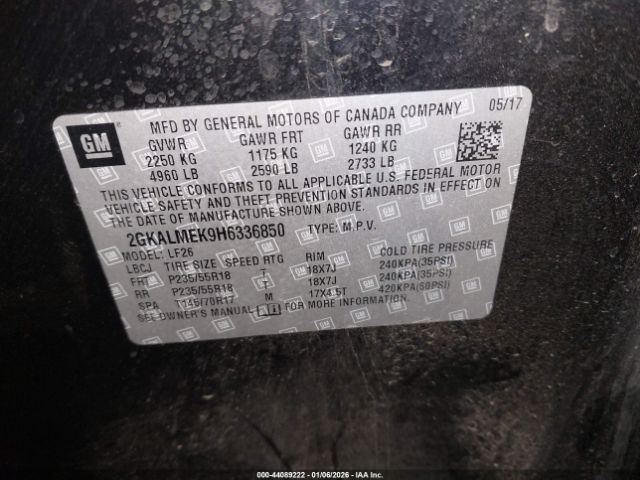 GM
MFD BY GENERAL MOTORS OF CANADA COMPANY 05/17
GVWR GAWR FRT GAWR RR
2250 KG 1175 KG 1240 KG
4960 LB 2590 LB 2733 LB
THIS VEHICLE CONFORMS TO ALL APPLICABLE U.S. FEDERAL MOTOR
VEHICLE SAFETY AND THEFT PREVENTION STANDARDS IN EFFECT ON
THE DATE OF MANUFACTURE SHOWN ABOVE.
2GKALMEK9H6336850 TYPE: M.P.V.
MODEL: LF26
LBCJ TIRE SIZE SPEED RTG RIM COLD TIRE PRESSURE
FRT P235/55R18 T 18X7J 240KPA(35PSI)
RR P235/55R18 T 18X7J 240KPA(35PSI)
SPA T145/70R17 M 17X4.5T 420KPA(60PSI)
SEE OWNER'S MANUAL FOR MORE INFORMATION.
000-44089222 - 01/06/2026 - IAAI.com